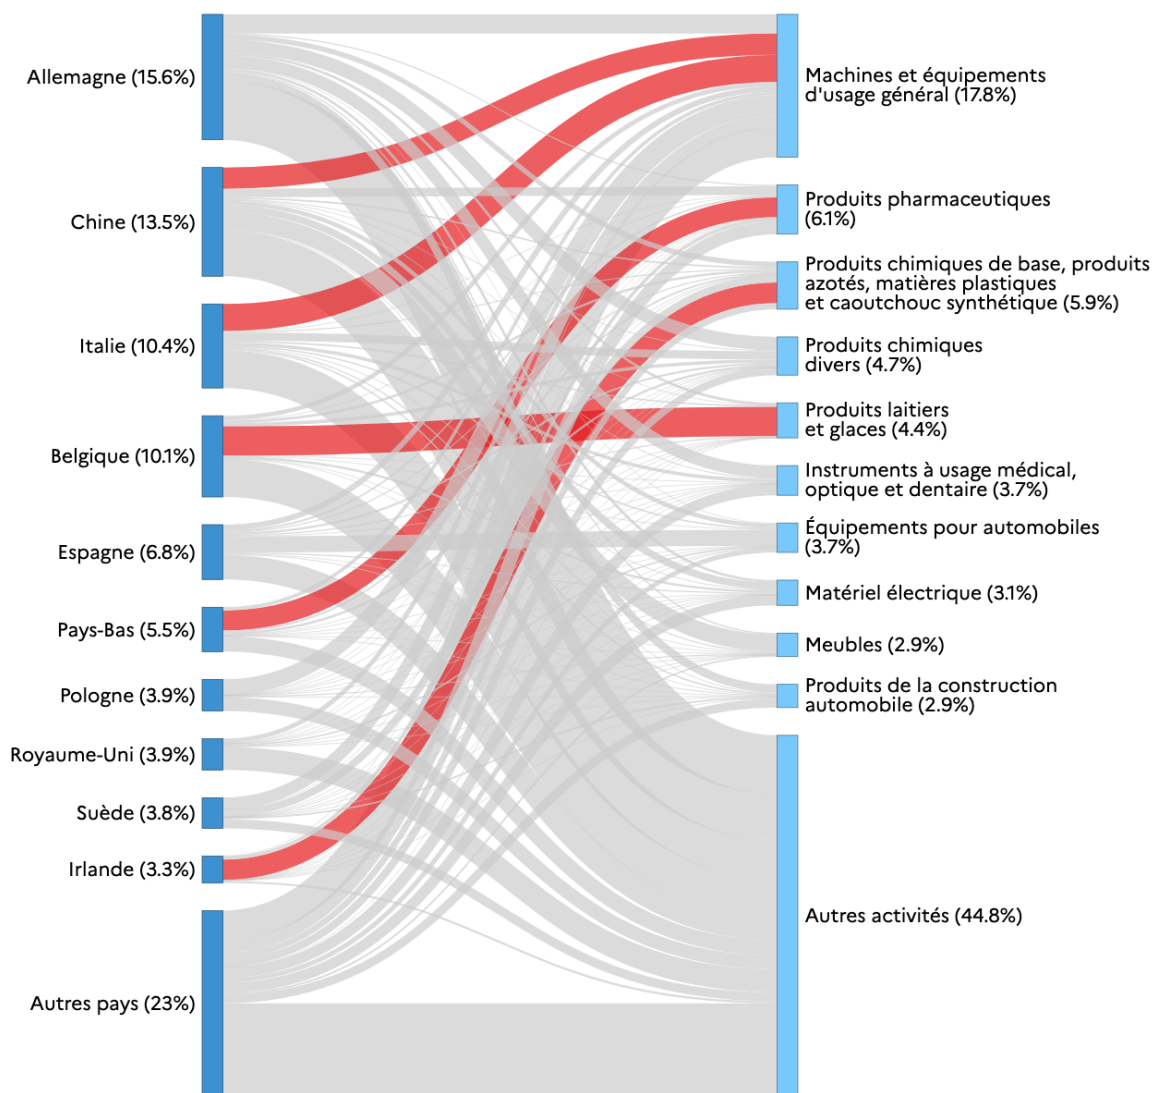 Allemagne (15.6%)
Chine (13.5%)
Italie (10.4%)
Belgique (10.1%)
Espagne (6.8%)
Pays-Bas (5.5%)
Pologne (3.9%)
Royaume-Uni (3.9%)
Suède (3.8%)
Irlande (3.3%)
Autres pays (23%)
Machines et équipements
d'usage général (17.8%)
Produits pharmaceutiques
(6.1%)
Produits chimiques de base, produits
azotés, matières plastiques
et caoutchouc synthétique (5.9%)
Produits chimiques
divers (4.7%)
Produits laitiers
et glaces (4.4%)
Instruments à usage médical,
optique et dentaire (3.7%)
Équipements pour automobiles
(3.7%)
Matériel électrique (3.1%)
Meubles (2.9%)
Produits de la construction
automobile (2.9%)
Autres activités (44.8%)